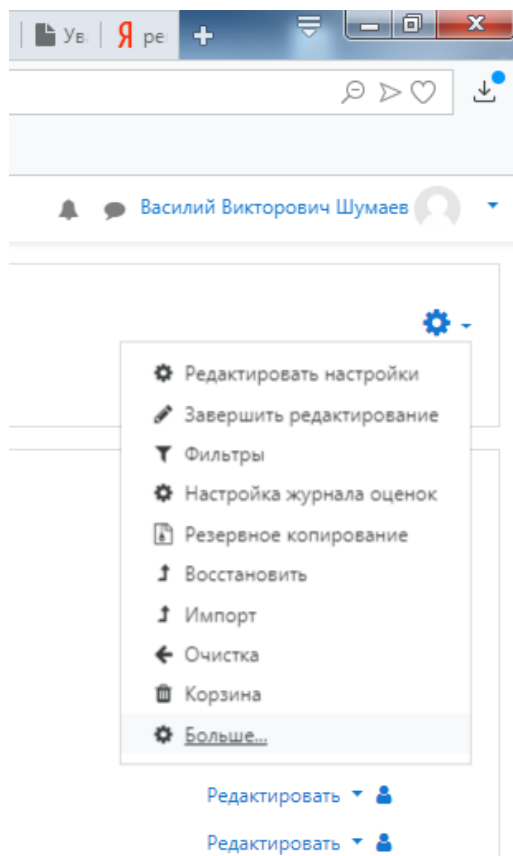 Ув Я ре
Василий Викторович Шумаев
Редактировать настройки
Завершить редактирование
Фильтры
Настройка журнала оценок
Резервное копирование
Восстановить
Импорт
Очистка
Корзина
Больше...
Редактировать
Редактировать